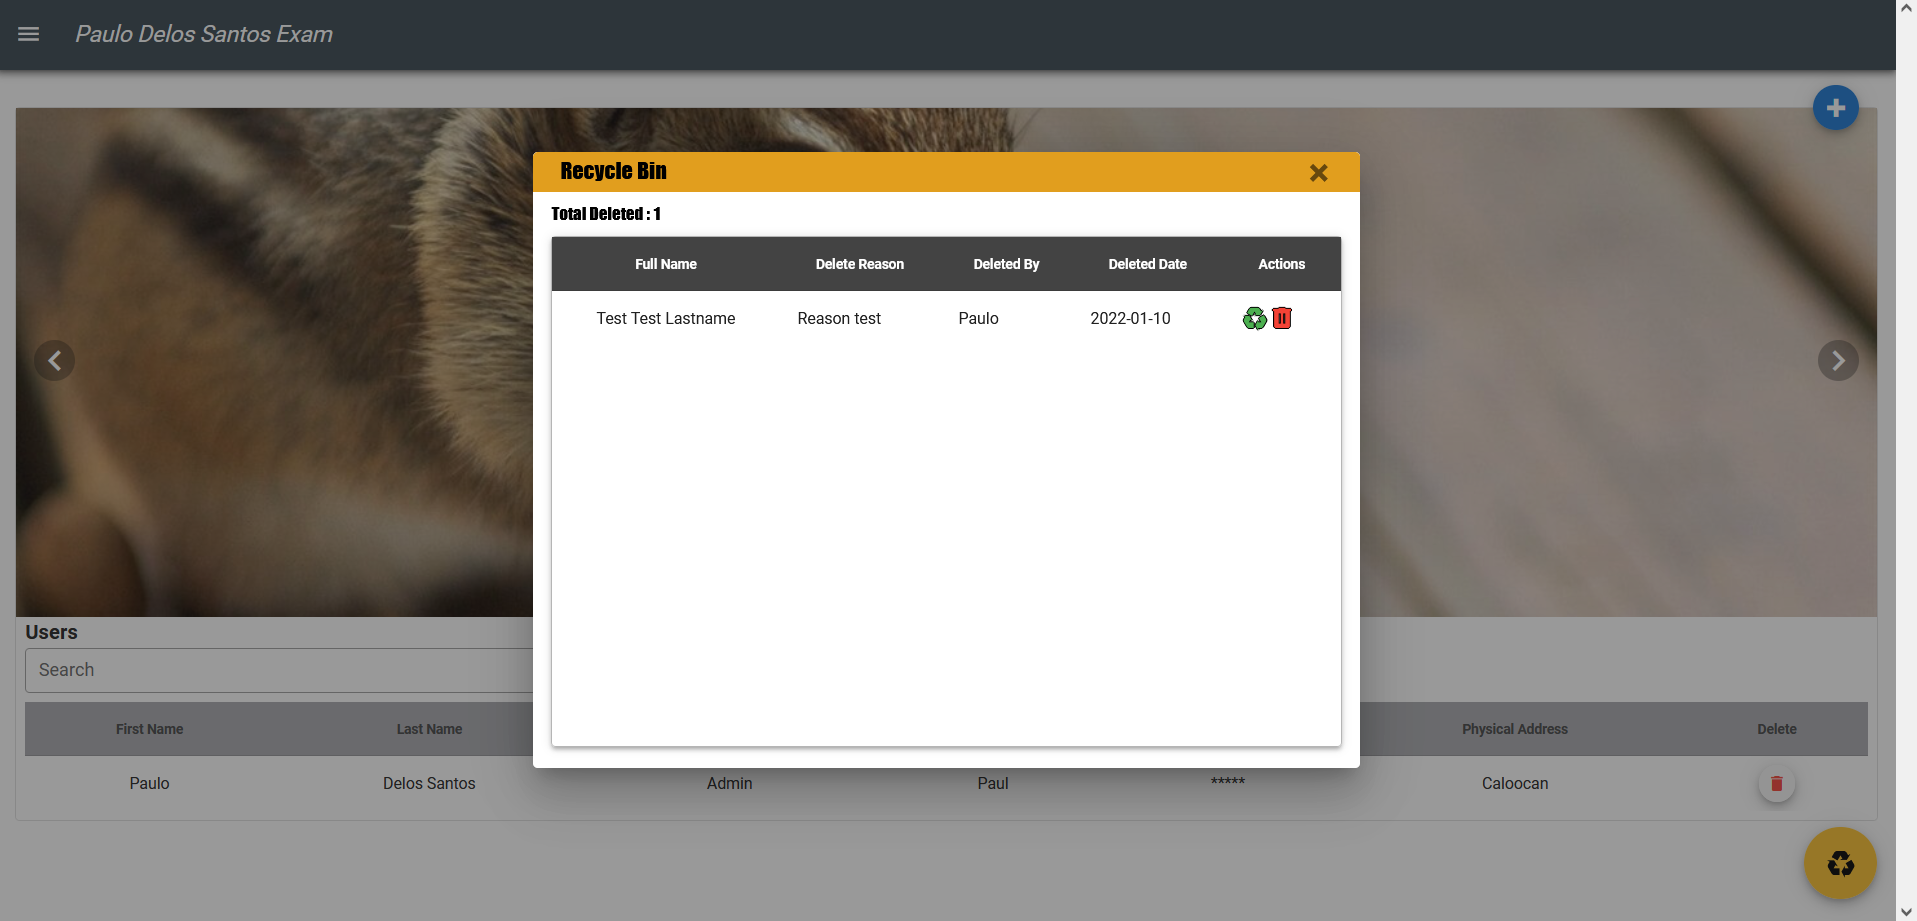 Paulo Delos Santos Exam
Recycle Bin
Total Deleted : 1
Full Name Delete Reason Deleted By Deleted Date Actions
Test Test Lastname Reason test Paulo 2022-01-10
Users
Search
First Name Last Name Physical Address Delete
Paulo Delos Santos Admin Paul ***** Caloocan